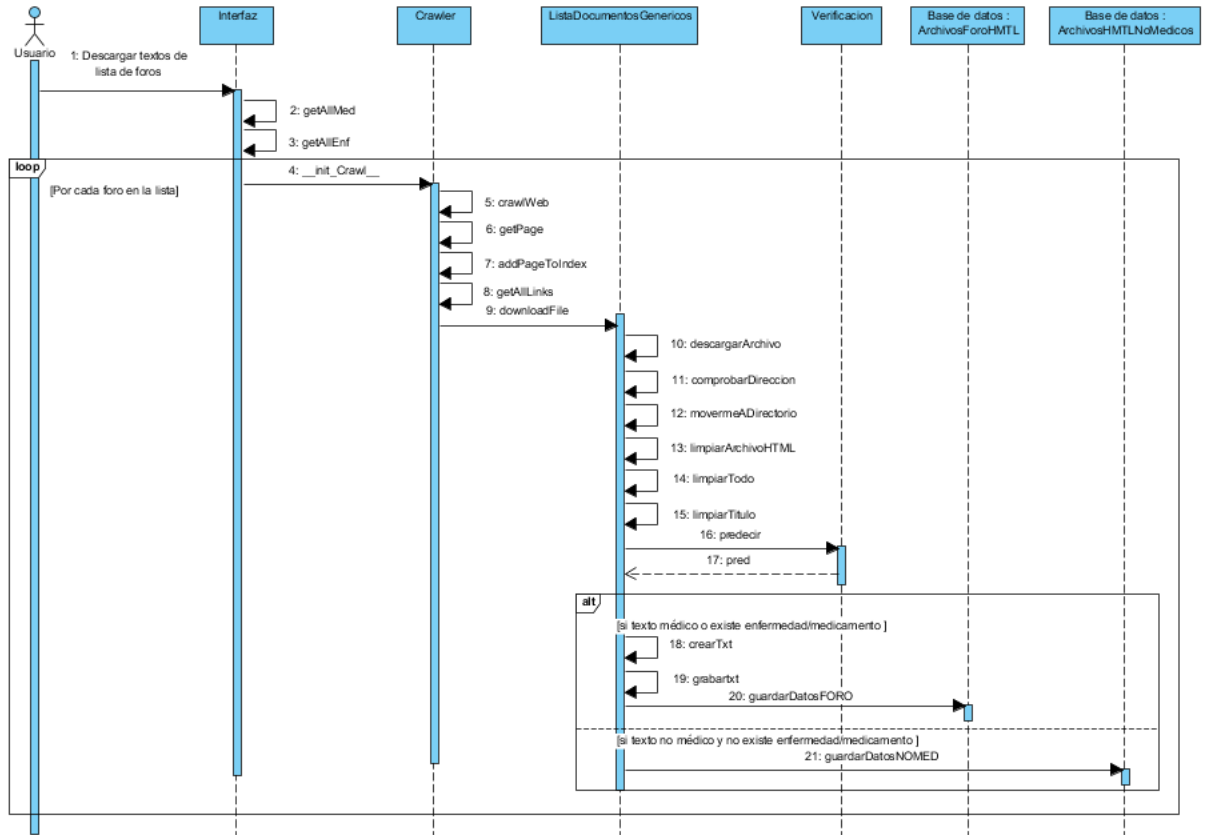 Interfaz
Crawler
ListaDocumentosGenericos
Verificacion
Base de datos :
ArchivosForoHMTL
Base de datos :
ArchivosHMTLNoMedicos
Usuario
1: Descargar textos de
lista de foros
2: getAllMed
3: getAllEnf
loop
[Por cada foro en la lista]
4: __init_Crawl__
5: crawlWeb
6: getPage
7: addPageToIndex
8: getAllLinks
9: downloadFile
10: descargarArchivo
11: comprobarDireccion
12: movermeADirectorio
13: limpiarArchivoHTML
14: limpiarTodo
15: limpiarTitulo
16: predecir
17: pred
alt
[si texto médico o existe enfermedad/medicamento ]
18: crearTxt
19: grabartxt
20: guardarDatosFORO
[si texto no médico y no existe enfermedad/medicamento ]
21: guardarDatosNOMED